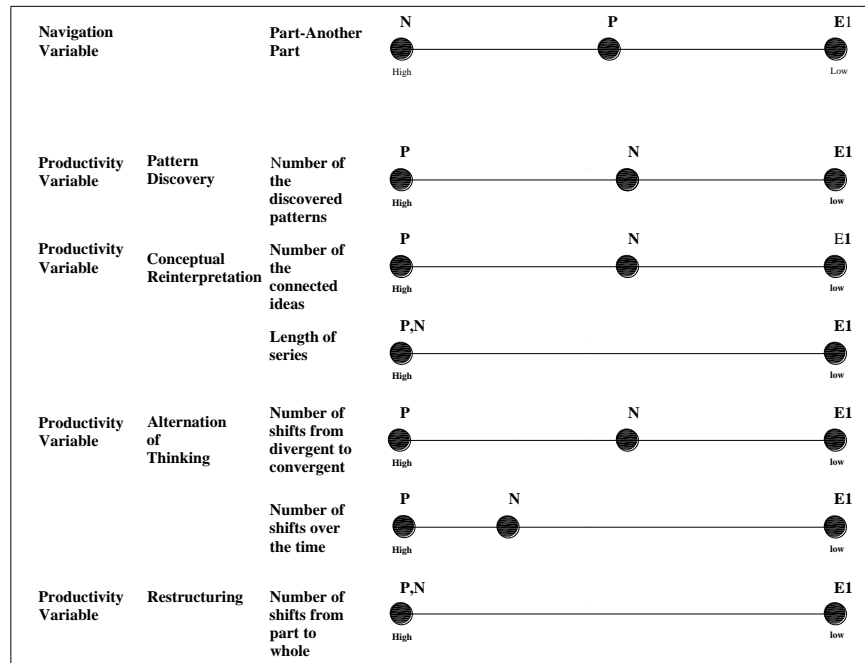 N P E1
Navigation Part-Another
Variable Part
High Low
P N E1
Productivity Pattern Number of
Variable Discovery the
discovered
High low
patterns
P N E1
Productivity Conceptual Number of
Variable Reinterpretation the
connected
High low
ideas
P,N E1
Length of
series
High low
P N E1
Productivity Alternation Number of
Variable of shifts from
Thinking divergent to
High low
convergent
P N E1
Number of
shifts over
the time
High low
P,N E1
Productivity Restructuring Number of
Variable shifts from
High low
part to
whole